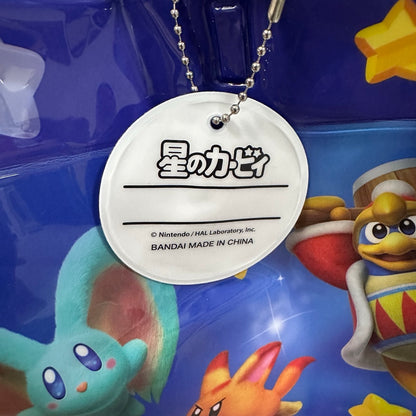 星のカービィ
© Nintendo / HAL Laboratory, Inc.
BANDAI MADE IN CHINA